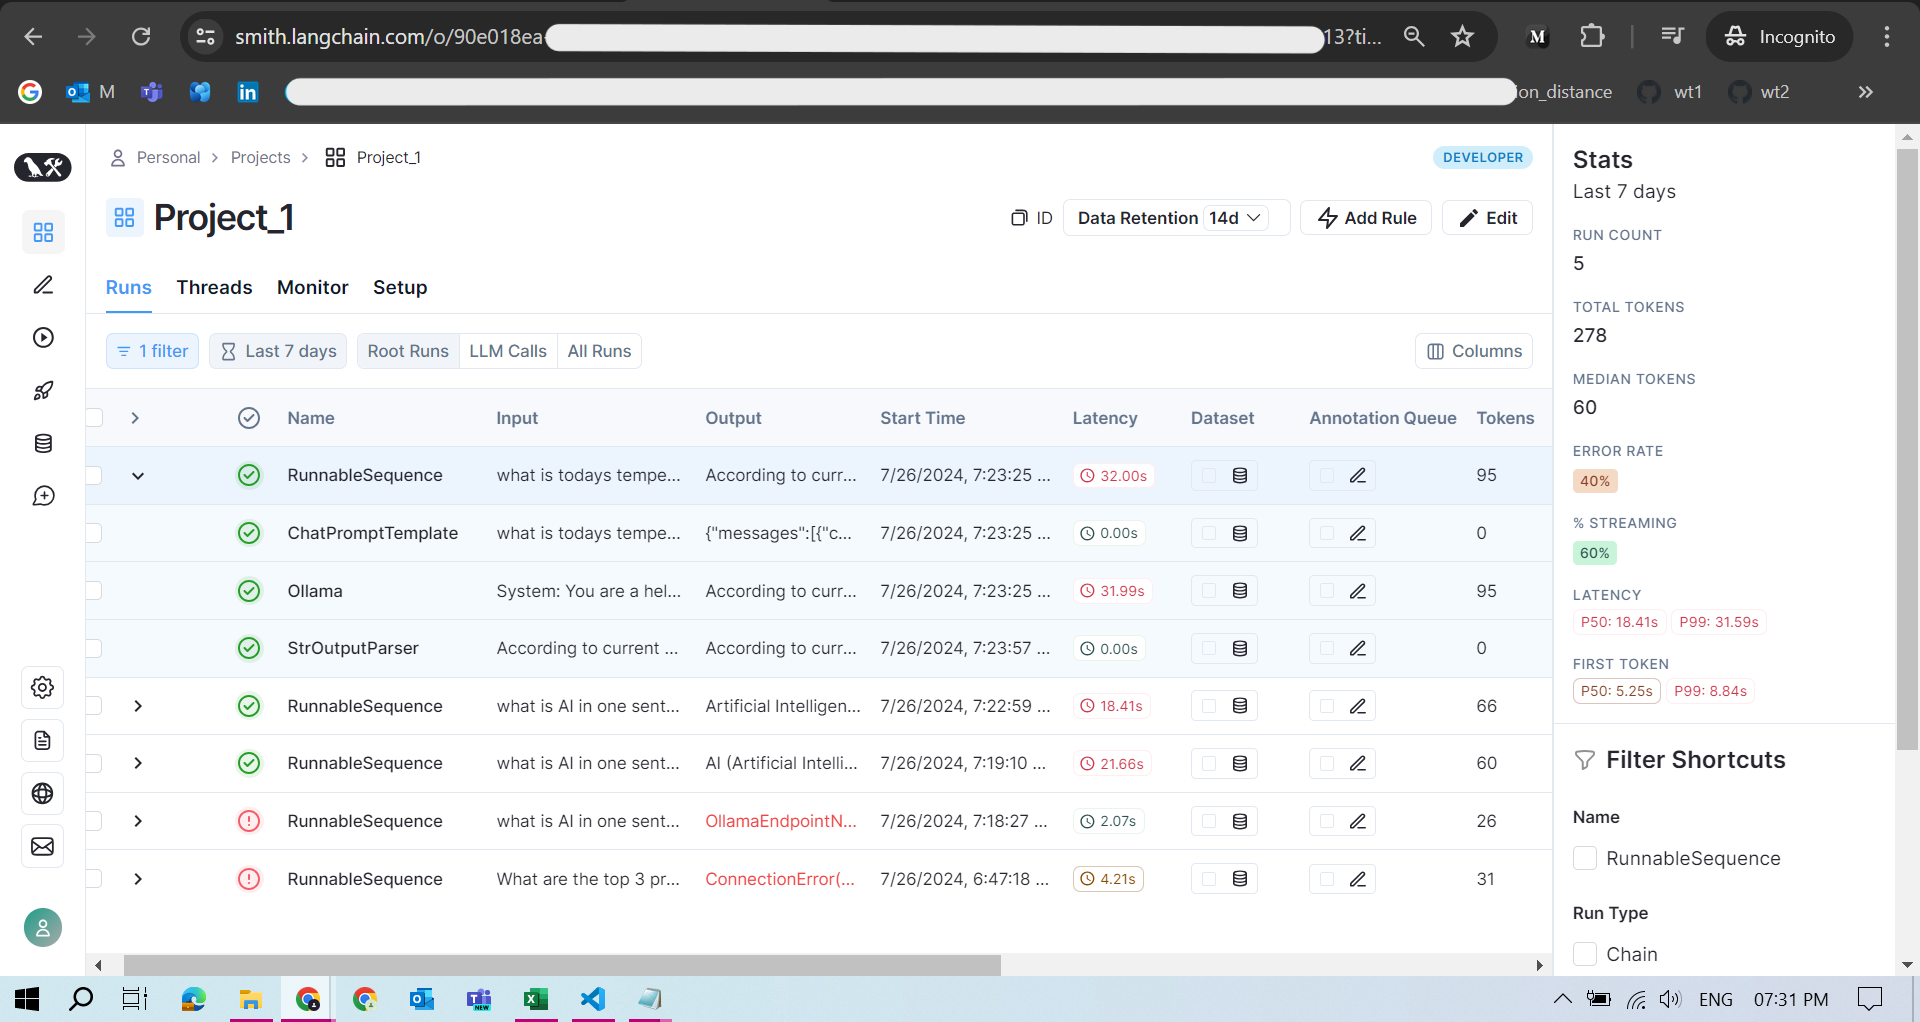 smith.langchain.com/o/90e018ea 13?ti... M Incognito
M in ion_distance wt1 wt2
Personal Projects Project_1 DEVELOPER
Project_1 ID Data Retention 14d Add Rule Edit
Runs Threads Monitor Setup
1 filter Last 7 days Root Runs LLM Calls All Runs Columns
Name Input Output Start Time Latency Dataset Annotation Queue Tokens
RunnableSequence what is todays tempe... According to curr... 7/26/2024, 7:23:25 ... 32.00s 95
ChatPromptTemplate what is todays tempe... {"messages":[{"c... 7/26/2024, 7:23:25 ... 0.00s 0
Ollama System: You are a hel... According to curr... 7/26/2024, 7:23:25 ... 31.99s 95
StrOutputParser According to current ... According to curr... 7/26/2024, 7:23:57 ... 0.00s 0
RunnableSequence what is AI in one sent... Artificial Intelligen... 7/26/2024, 7:22:59 ... 18.41s 66
RunnableSequence what is AI in one sent... AI (Artificial Intelli... 7/26/2024, 7:19:10 ... 21.66s 60
RunnableSequence what is AI in one sent... OllamaEndpointN... 7/26/2024, 7:18:27 ... 2.07s 26
RunnableSequence What are the top 3 pr... ConnectionError(... 7/26/2024, 6:47:18 ... 4.21s 31
Stats
Last 7 days
RUN COUNT
5
TOTAL TOKENS
278
MEDIAN TOKENS
60
ERROR RATE
40%
% STREAMING
60%
LATENCY
P50: 18.41s P99: 31.59s
FIRST TOKEN
P50: 5.25s P99: 8.84s
Filter Shortcuts
Name
RunnableSequence
Run Type
Chain
ENG 07:31 PM